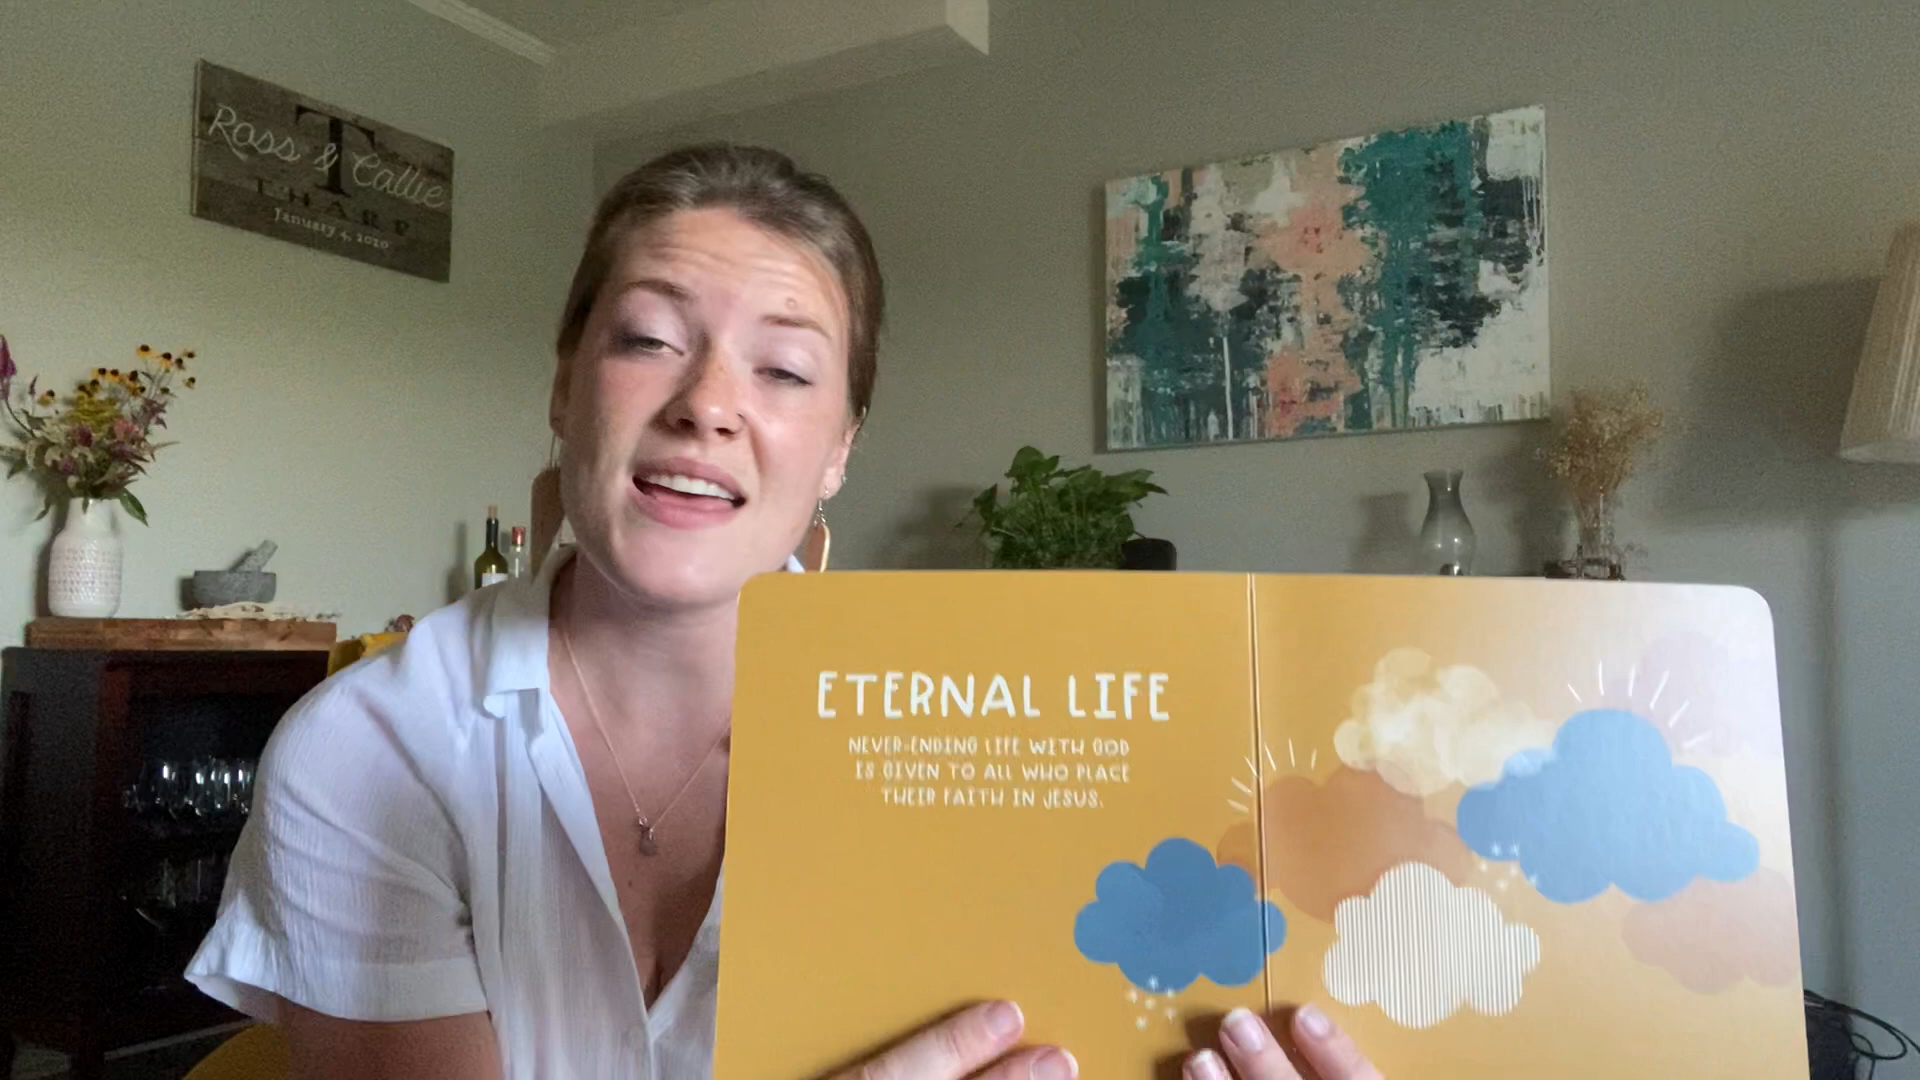 Ross & Callie
T
THARP
January 4, 2020
ETERNAL LIFE
NEVER-ENDING LIFE WITH GOD
IS GIVEN TO ALL WHO PLACE
THEIR FAITH IN JESUS.